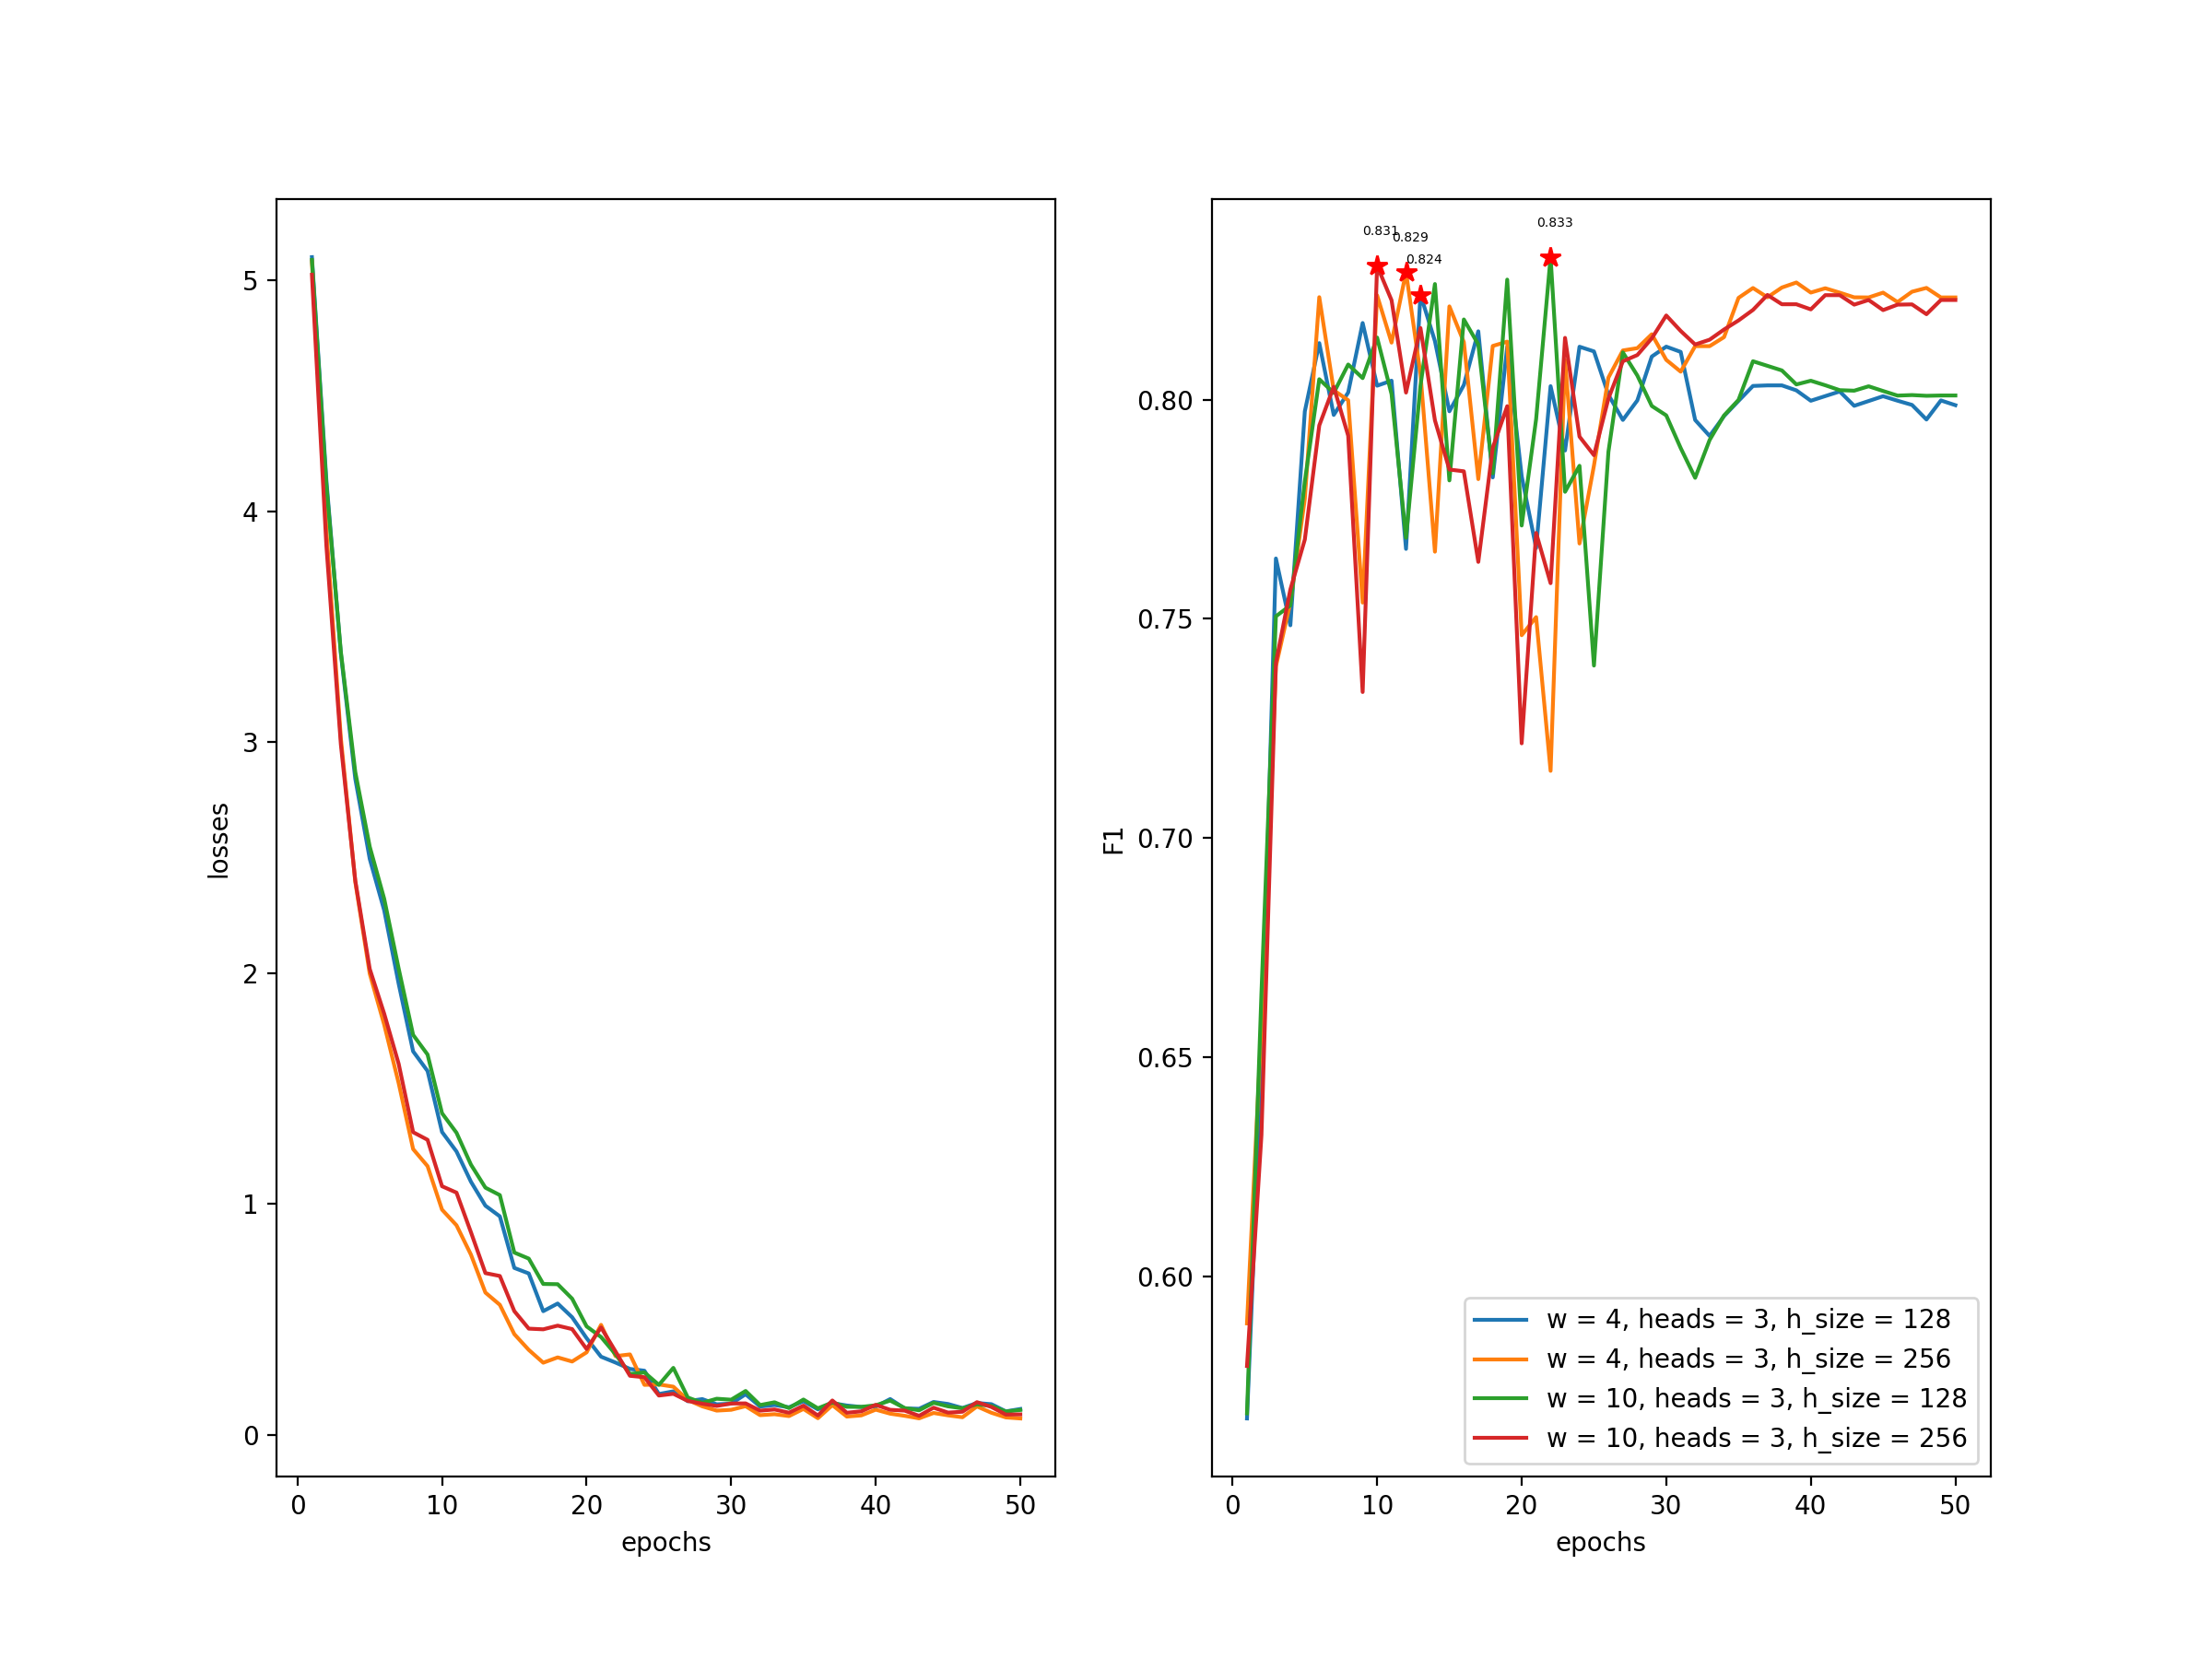 losses
5
4
3
2
1
0
0 10 20 30 40 50
epochs
F1
0.80
0.75
0.70
0.65
0.60
0.831
0.829
0.824
0.833
w = 4, heads = 3, h_size = 128
w = 4, heads = 3, h_size = 256
w = 10, heads = 3, h_size = 128
w = 10, heads = 3, h_size = 256
0 10 20 30 40 50
epochs